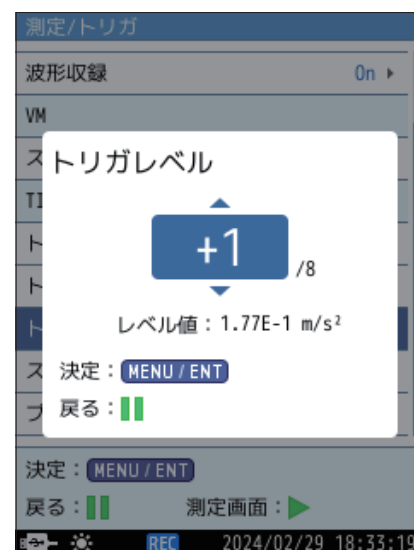 測定/トリガ
波形収録 On
VM
ス
トリガレベル
TI
ト
+1 /8
ト
ト
レベル値：1.77E-1 m/s²
ス
決定：MENU/ENT
プ
戻る：
決定：MENU/ENT
戻る： 測定画面：
REC 2024/02/29 18:33:19